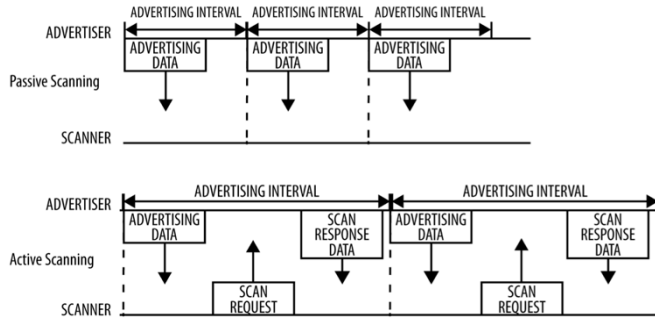 ADVERTISING INTERVAL ADVERTISING INTERVAL ADVERTISING INTERVAL
ADVERTISER
ADVERTISING ADVERTISING ADVERTISING
DATA DATA DATA
Passive Scanning
SCANNER
ADVERTISING INTERVAL ADVERTISING INTERVAL
ADVERTISER
ADVERTISING SCAN ADVERTISING SCAN
DATA RESPONSE DATA RESPONSE
DATA DATA
Active Scanning
SCAN SCAN
SCANNER REQUEST REQUEST